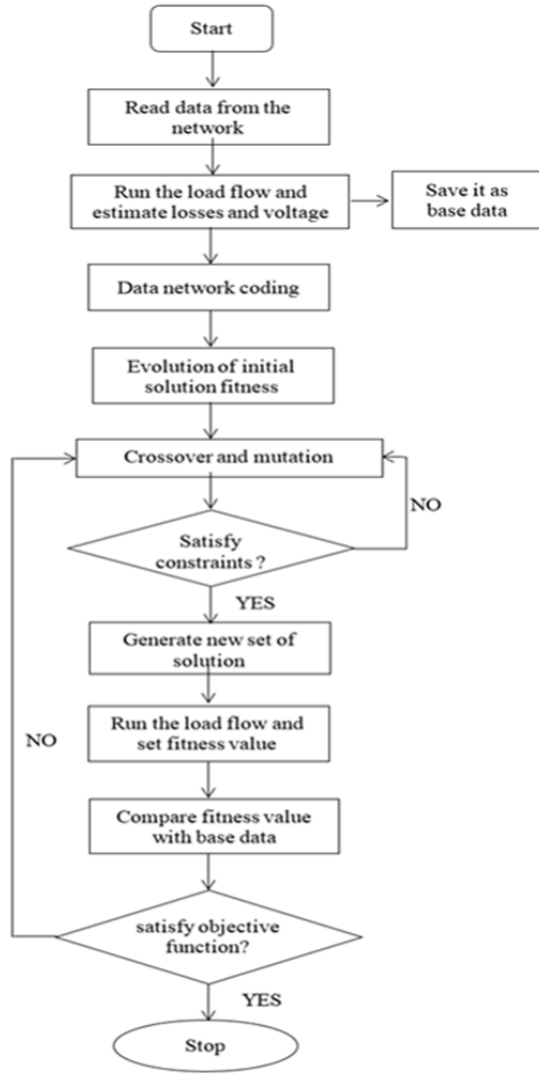 Start
Read data from the
network
Run the load flow and
estimate losses and voltage
Save it as
base data
Data network coding
Evolution of initial
solution fitness
Crossover and mutation
NO
Satisfy
constraints ?
YES
Generate new set of
solution
Run the load flow and
set fitness value
NO
Compare fitness value
with base data
satisfy objective
function?
YES
Stop